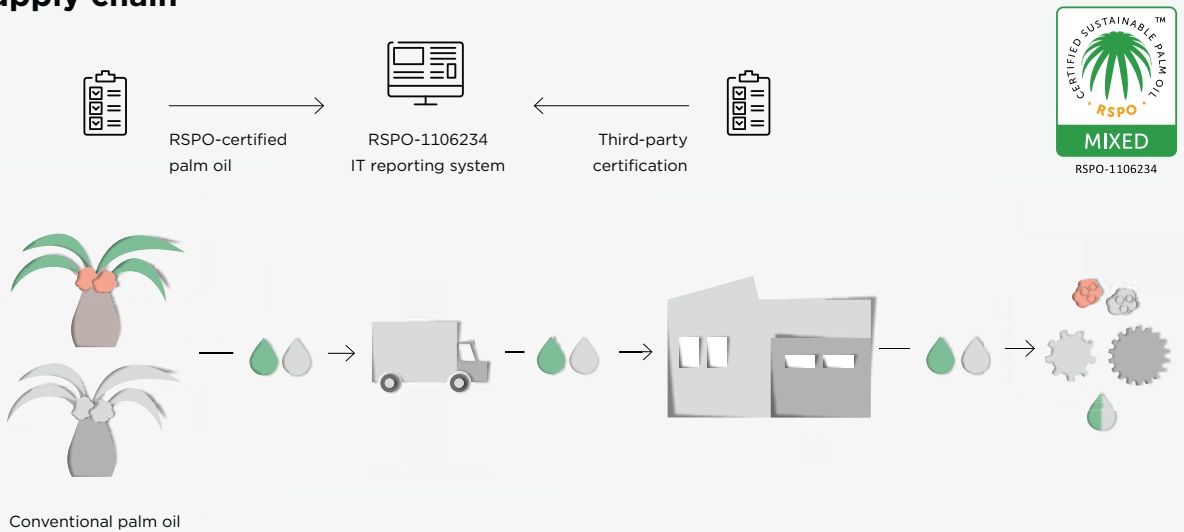 supply chain
RSPO-certified
palm oil
RSPO-1106234
IT reporting system
Third-party
certification
CERTIFIED SUSTAINABLE PALM OIL ™
RSPO
MIXED
RSPO-1106234
Conventional palm oil